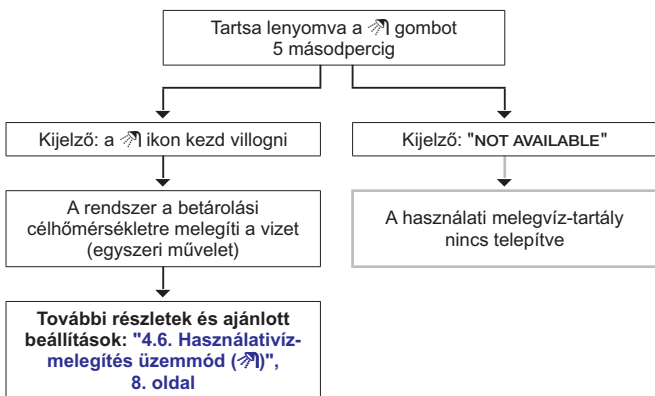 Tartsa lenyomva a gombot
5 másodpercig
Kijelző: a ikon kezd villogni
Kijelző: "NOT AVAILABLE"
A rendszer a betárolási
célhőmérsékletre melegíti a vizet
(egyszeri művelet)
A használati melegvíz-tartály
nincs telepítve
További részletek és ajánlott
beállítások: "4.6. Használativíz-
melegítés üzemmód ()",
8. oldal